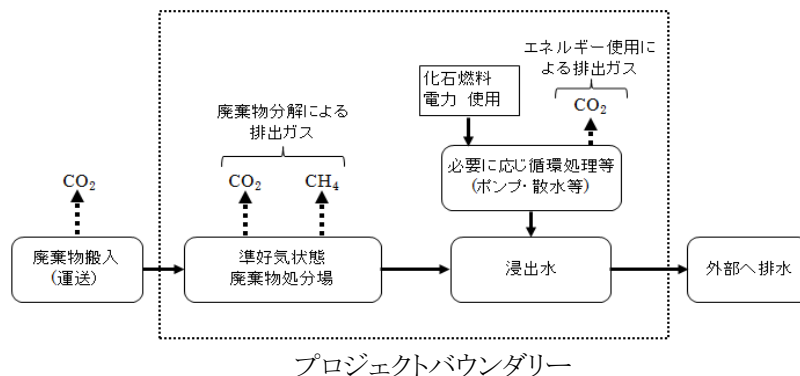 エネルギー使用に
よる排出ガス
化石燃料
電力 使用
CO2
廃棄物分解による
排出ガス
必要に応じ循環処理等
(ポンプ・散水等)
CO2
CO2
CH4
廃棄物搬入
(運送)
準好気状態
廃棄物処分場
浸出水
外部へ排水
プロジェクトバウンダリー